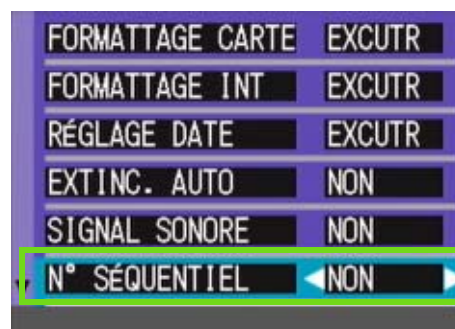 FORMATTAGE CARTE EXCUTR
FORMATTAGE INT EXCUTR
RÉGLAGE DATE EXCUTR
EXTINC. AUTO NON
SIGNAL SONORE NON
N° SÉQUENTIEL NON